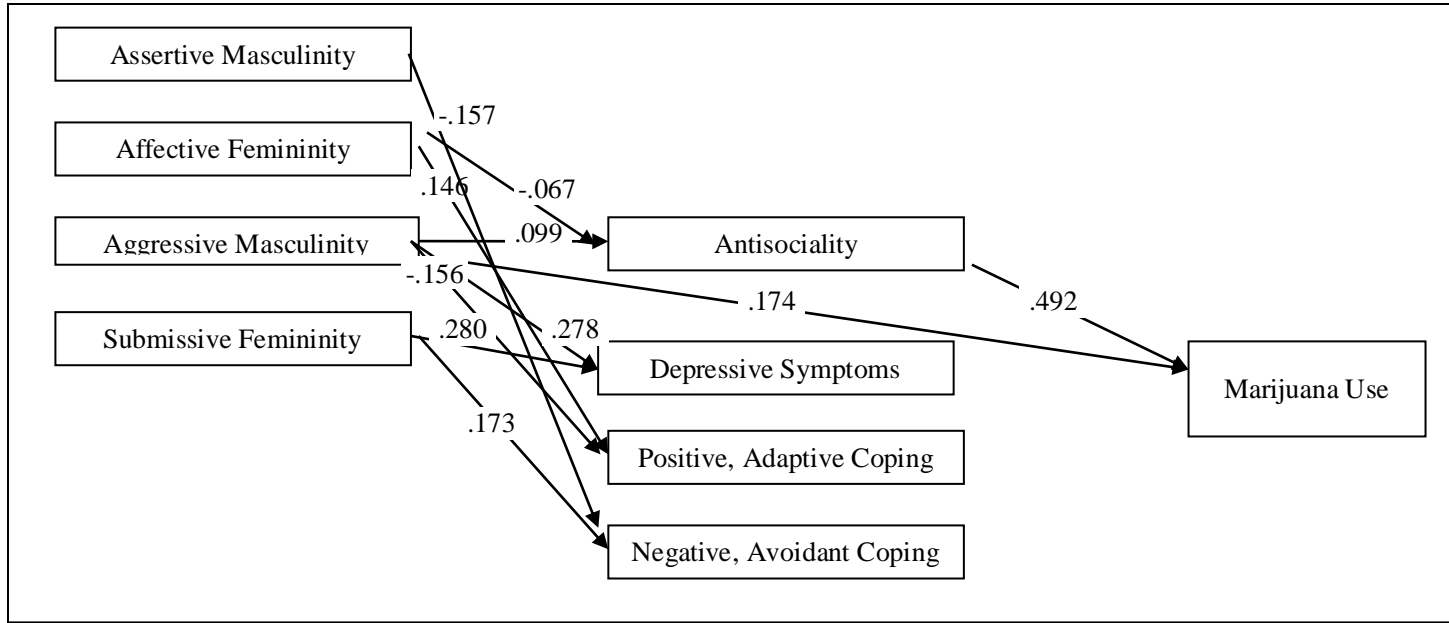 Assertive Masculinity
-.157
Affective Femininity
.146
-.067
Aggressive Masculinity
.099
Antisociality
-.156
.174
.492
Submissive Femininity
.280
.278
Depressive Symptoms
Marijuana Use
.173
Positive, Adaptive Coping
Negative, Avoidant Coping